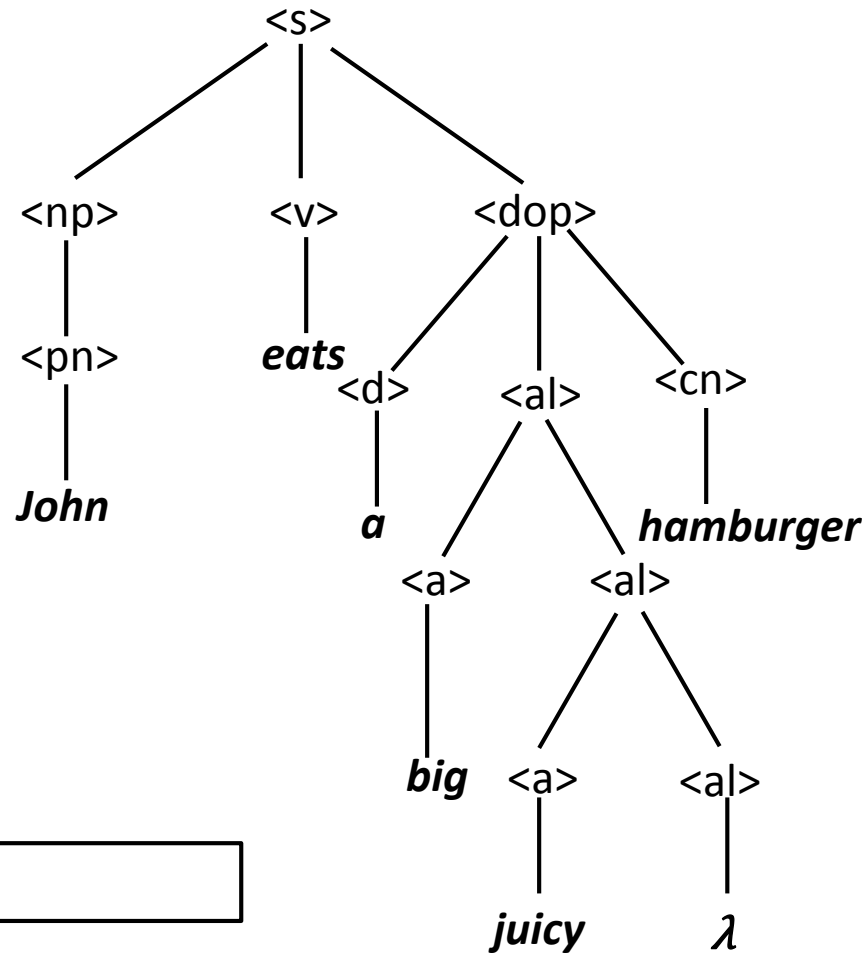 <s>
<np> <v> <dop>
<pn> eats
<d> <al> <cn>
John a hamburger
<a> <al>
big <a> <al>
juicy λ